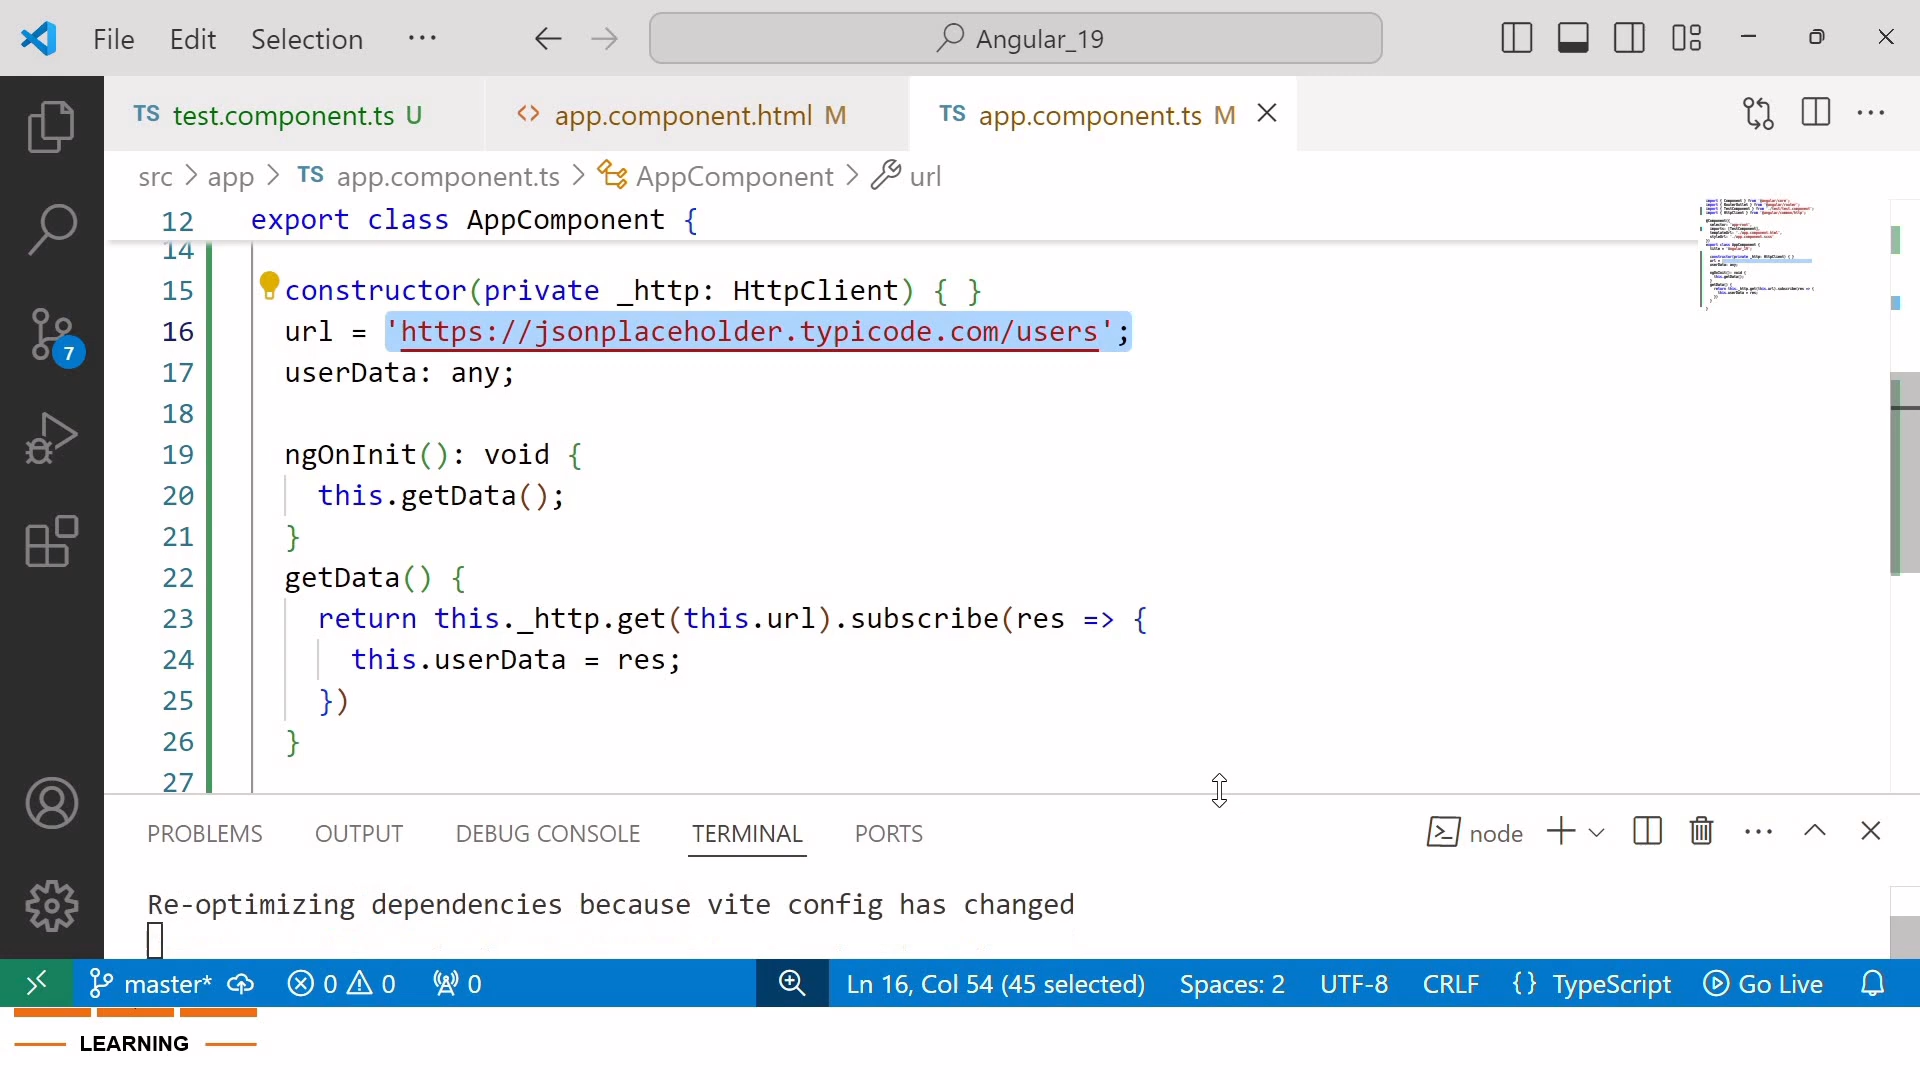 File Edit Selection ··· Angular_19
TS test.component.ts U <> app.component.html M TS app.component.ts M
src > app > TS app.component.ts > AppComponent > url
12 export class AppComponent {
14
15 constructor(private _http: HttpClient) { }
16 url = 'https://jsonplaceholder.typicode.com/users';
17 userData: any;
18
19 ngOnInit(): void {
20 this.getData();
21 }
22 getData() {
23 return this._http.get(this.url).subscribe(res => {
24 this.userData = res;
25 })
26 }
27
PROBLEMS OUTPUT DEBUG CONSOLE TERMINAL PORTS node
Re-optimizing dependencies because vite config has changed
7
master* 0 0 0 Ln 16, Col 54 (45 selected) Spaces: 2 UTF-8 CRLF {} TypeScript Go Live
LEARNING